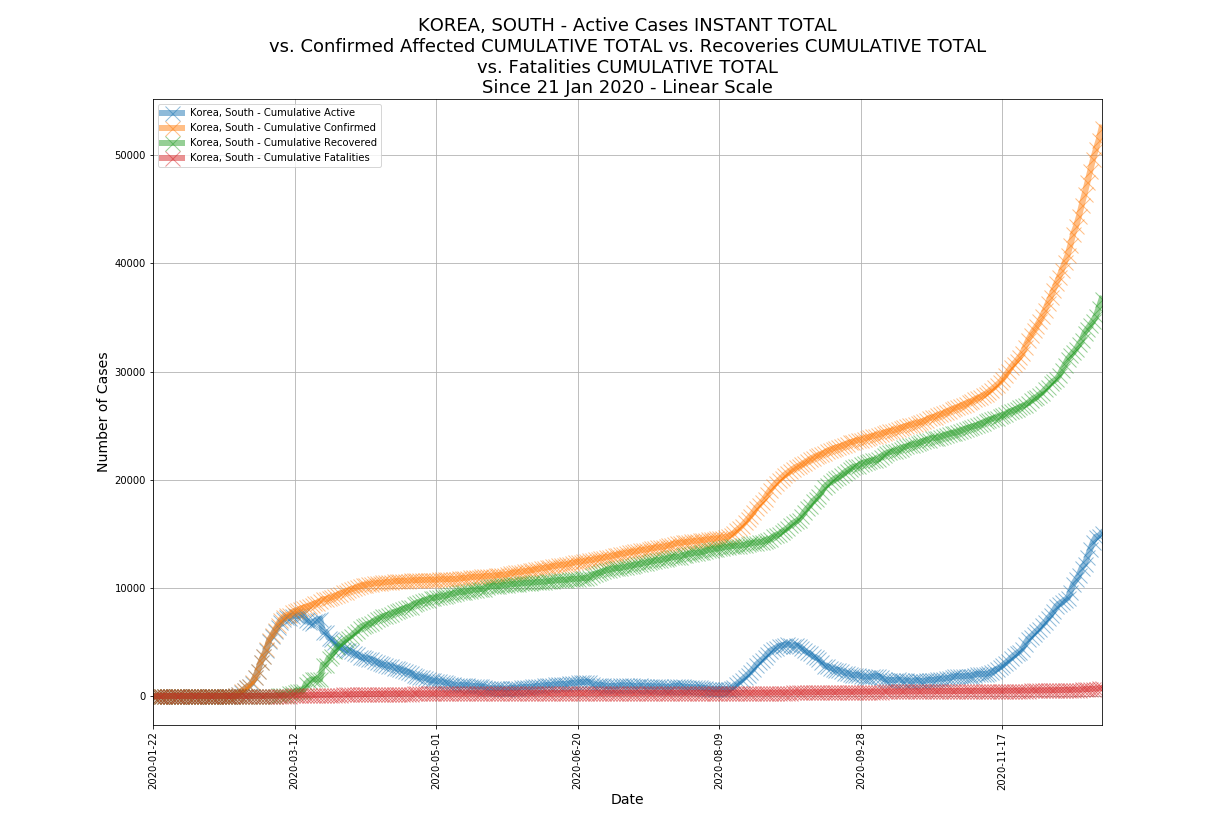 KOREA, SOUTH - Active Cases INSTANT TOTAL
vs. Confirmed Affected CUMULATIVE TOTAL vs. Recoveries CUMULATIVE TOTAL
vs. Fatalities CUMULATIVE TOTAL
Since 21 Jan 2020 - Linear Scale
Korea, South - Cumulative Active
Korea, South - Cumulative Confirmed
Korea, South - Cumulative Recovered
Korea, South - Cumulative Fatalities
Number of Cases
50000
40000
30000
20000
10000
0
2020-01-22
2020-03-12
2020-05-01
2020-06-20
2020-08-09
2020-09-28
2020-11-17
Date